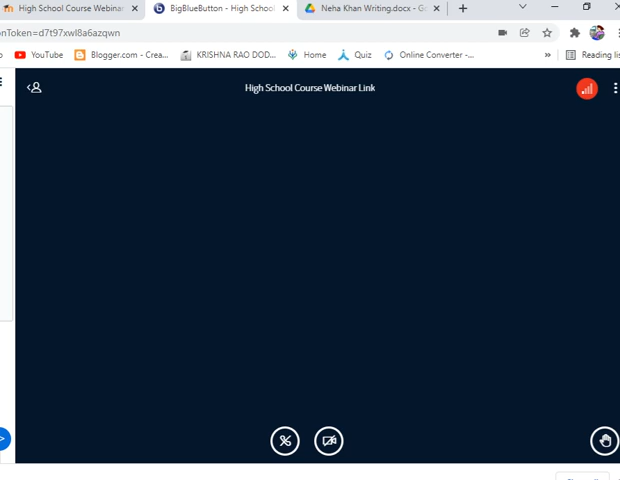 High School Course Webinar
BigBlueButton - High School
Neha Khan Writing.docx - Go
onToken=d7t97xwl8a6azqwn
YouTube
Blogger.com - Crea...
KRISHNA RAO DOD...
Home
Quiz
Online Converter -...
»
Reading lis
High School Course Webinar Link